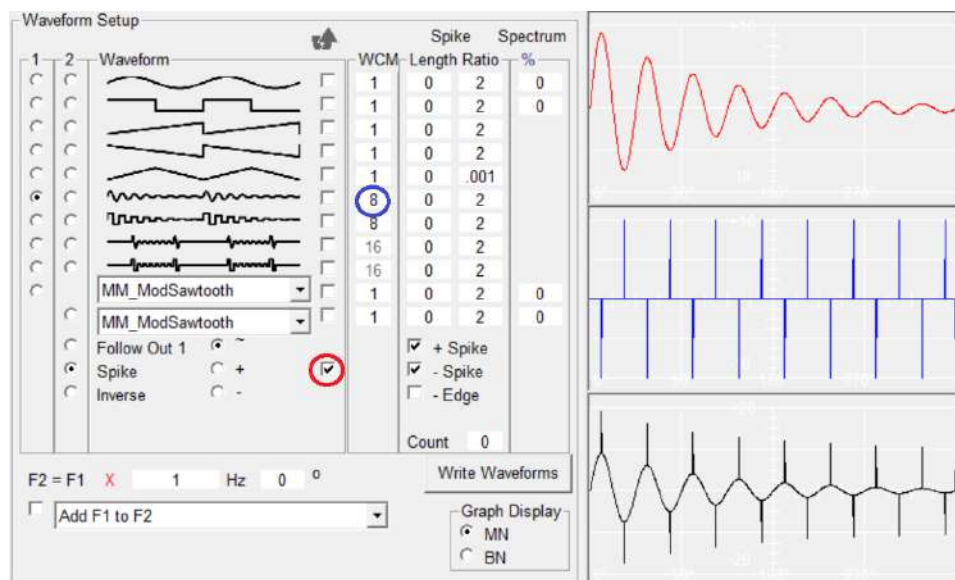 Waveform Setup
Spike Spectrum
1 2 Waveform WCM Length Ratio %
1 0 2 0
1 0 2 0
1 0 2
1 0 2
1 0 .001
8 0 2
8 0 2
16 0 2
16 0 2
MM_ModSawtooth 1 0 2 0
MM_ModSawtooth 1 0 2 0
Follow Out 1 ~ + Spike
Spike + - Spike
Inverse - - Edge
Count 0
F2 = F1 X 1 Hz 0 o
Write Waveforms
Add F1 to F2
Graph Display
MN
BN